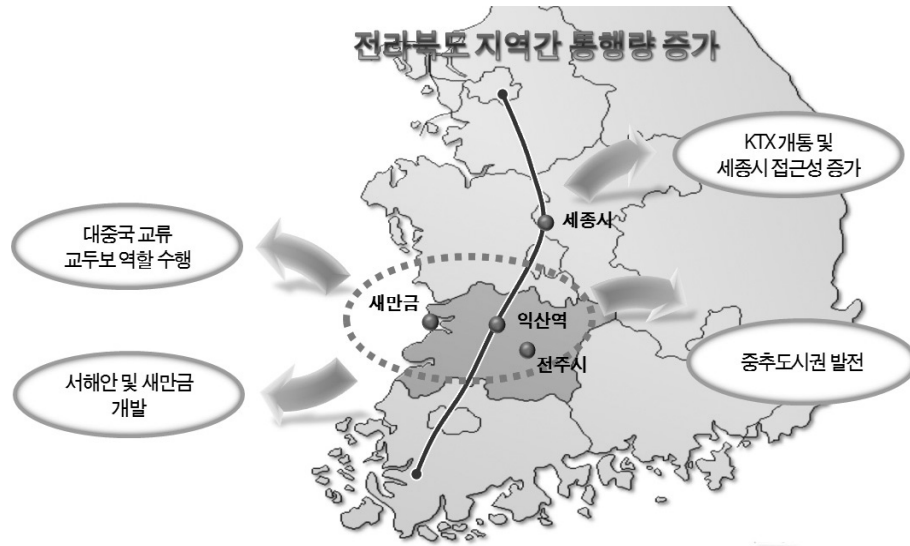 전라북도 지역간 통행량 증가
KTX 개통 및
세종시 접근성 증가
세종시
대중국 교류
교두보 역할 수행
새만금
익산역
전주시
중추도시권 발전
서해안 및 새만금
개발